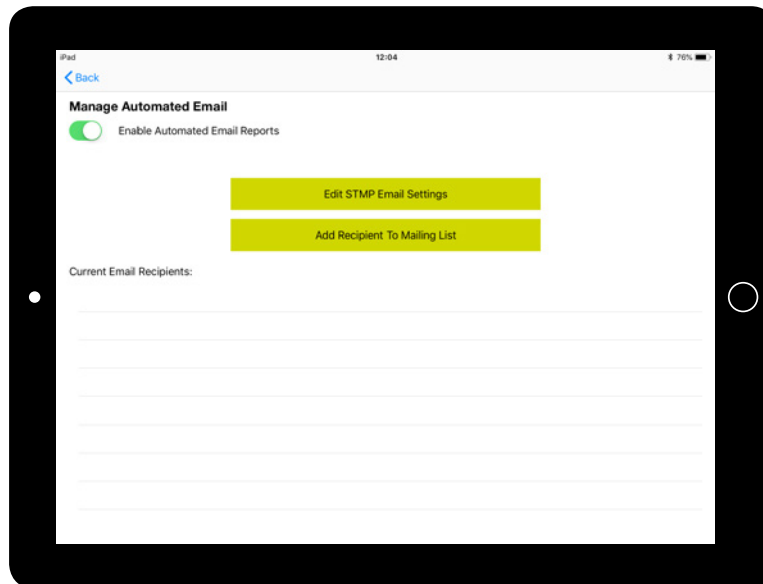 iPad 12:04 76%
Back
Manage Automated Email
Enable Automated Email Reports
Edit STMP Email Settings
Add Recipient To Mailing List
Current Email Recipients: